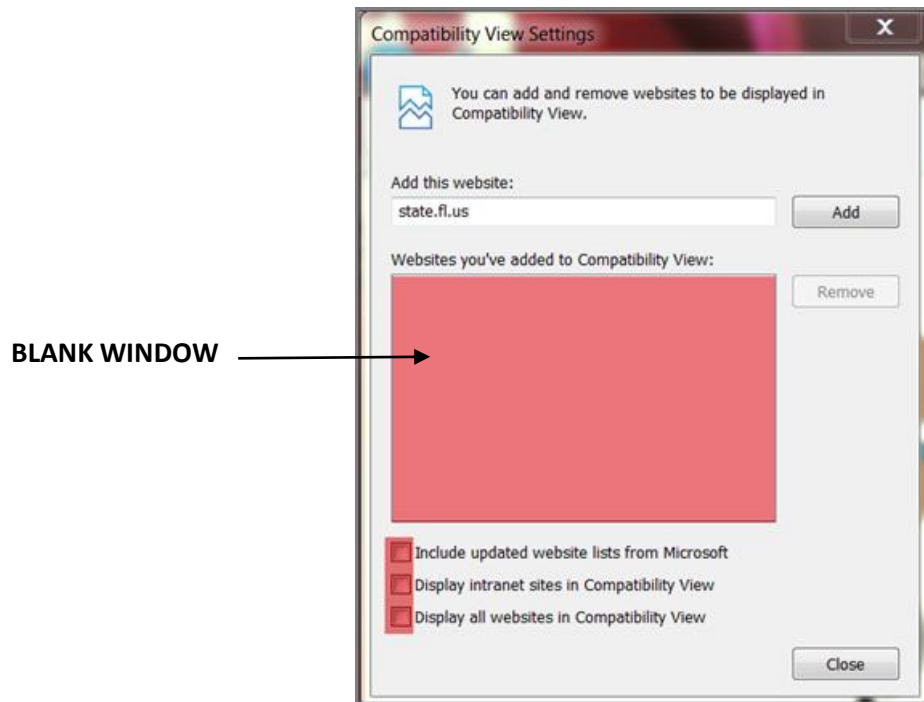 Compatibility View Settings
X
You can add and remove websites to be displayed in
Compatibility View.
Add this website:
state.fl.us
Add
Websites you've added to Compatibility View:
Remove
BLANK WINDOW
Include updated website lists from Microsoft
Display intranet sites in Compatibility View
Display all websites in Compatibility View
Close